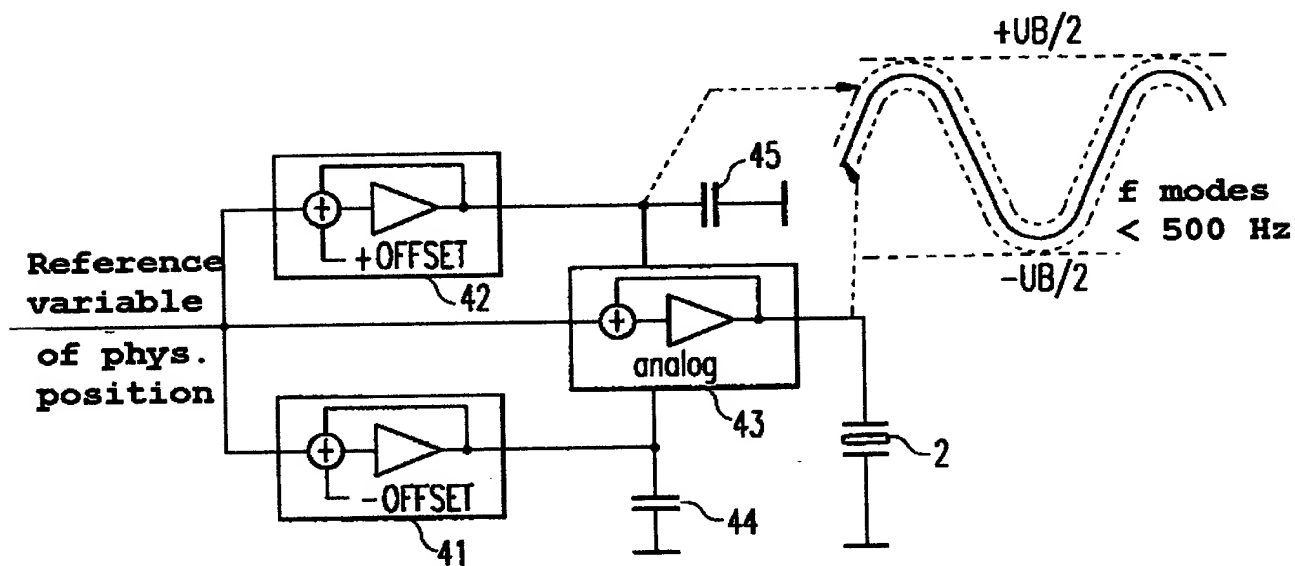 +UB/2
45
f modes
< 500 Hz
-UB/2
+OFFSET
42
Reference
variable
of phys.
position
analog
43
-OFFSET
41
44
2